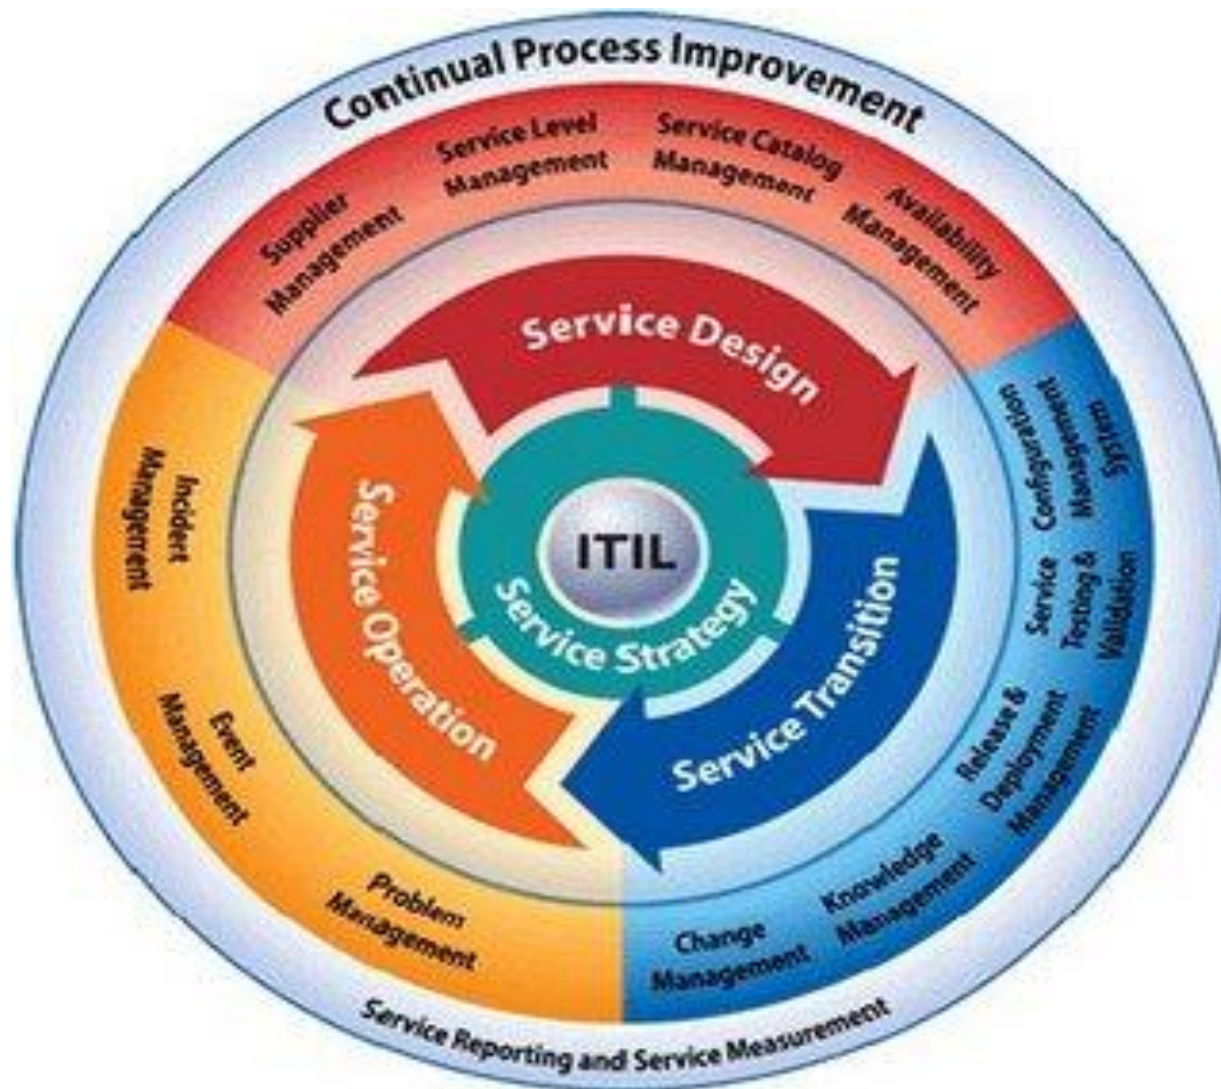 Continual Process Improvement
Supplier
Management
Service Level
Management
Service Catalog
Management
Availability
Management
Configuration
Management
System
Service
Testing &
Validation
Release &
Deployment
Management
Knowledge
Management
Change
Management
Problem
Management
Event
Management
Incidert
Management
Service Design
Service Transition
Service Operation
Service Strategy
ITIL
Service Reporting and Service Measurement